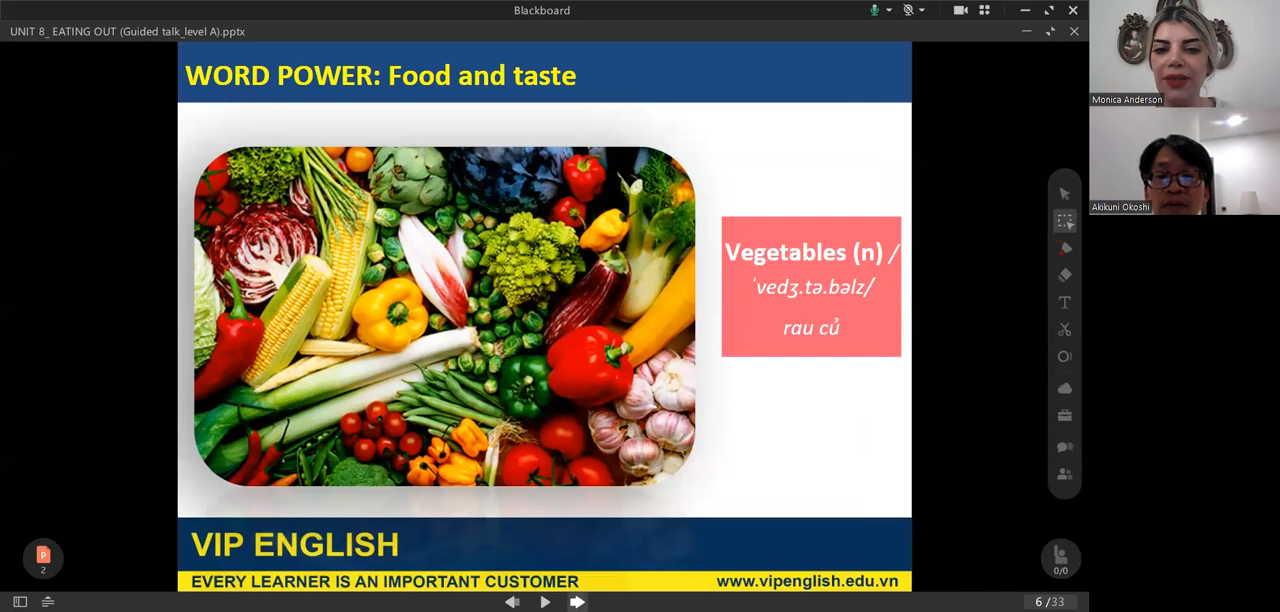 Blackboard
UNIT 8_ EATING OUT (Guided talk_level A).pptx
WORD POWER: Food and taste
Monica Anderson
Akikuni Okoshi
Vegetables (n) /
ˈvedʒ.tə.bəlz/
rau củ
VIP ENGLISH
EVERY LEARNER IS AN IMPORTANT CUSTOMER
www.vipenglish.edu.vn
P
2
T
0/0
6 /33